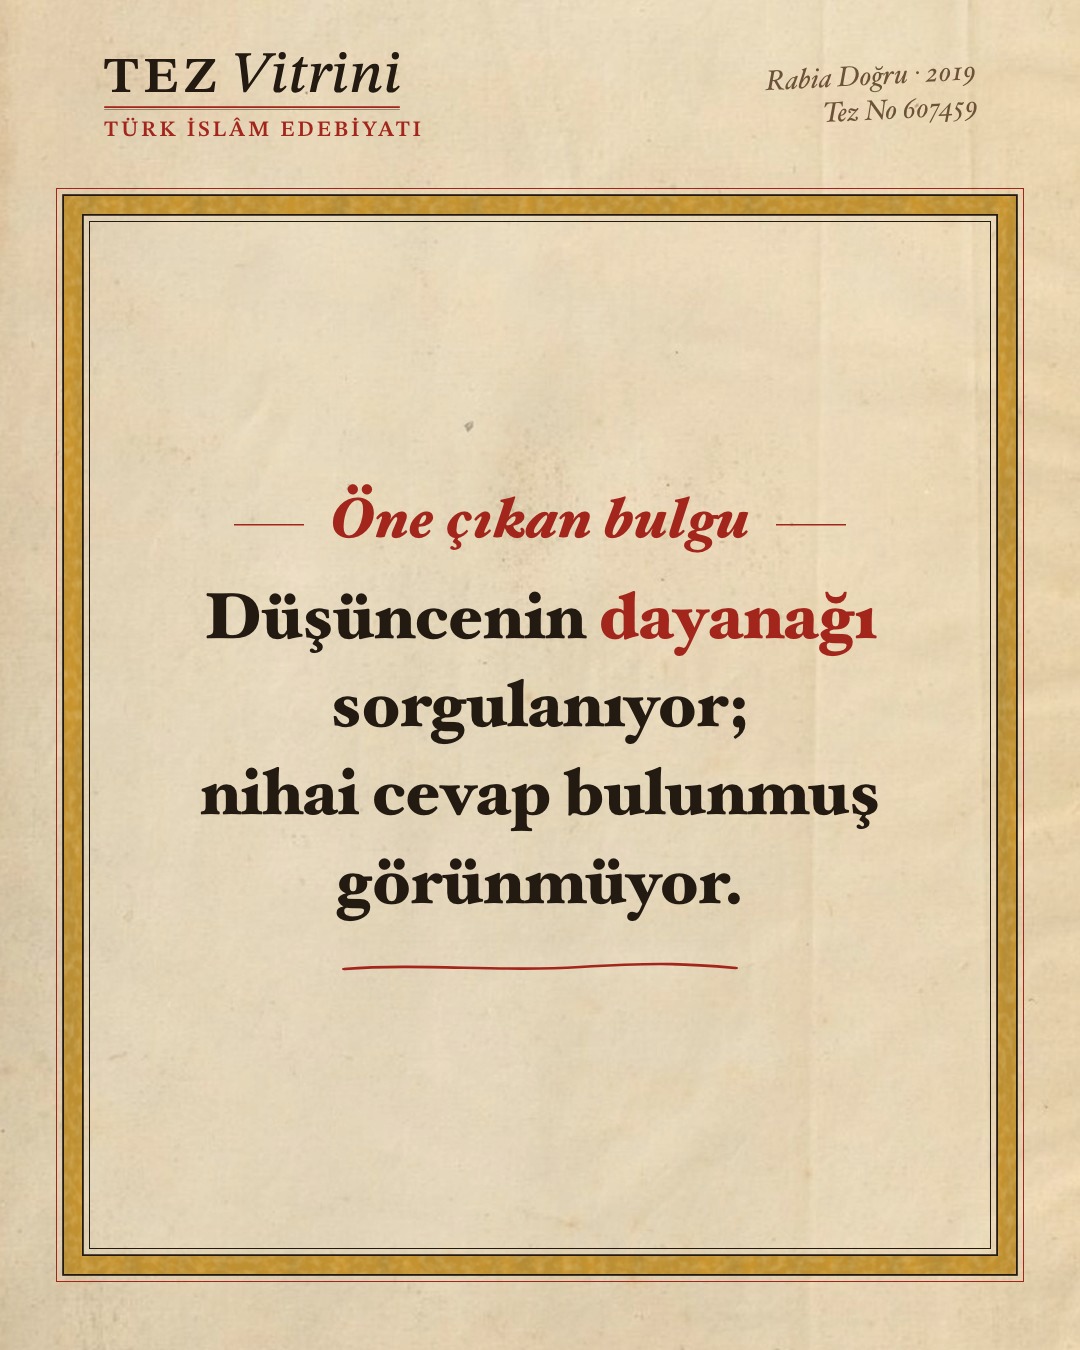 TEZ Vitrini
TÜRK İSLÂM EDEBİYATI
Rabia Doğru · 2019
Tez No 607459
Öne çıkan bulgu
Düşüncenin dayanağı
sorgulanıyor;
nihai cevap bulunmuş
görünmüyor.